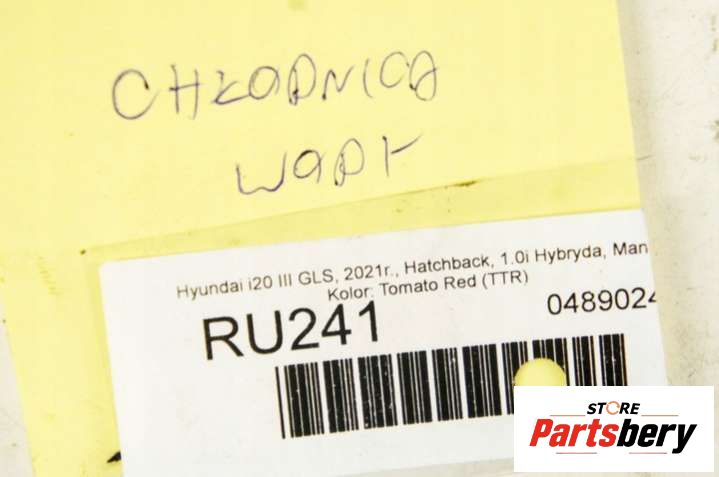 CHŁODNICA
WODY
Hyundai i20 III GLS, 2021r., Hatchback, 1.0i Hybryda, Man
Kolor: Tomato Red (TTR)
RU241
0489024
STORE
Partsbery